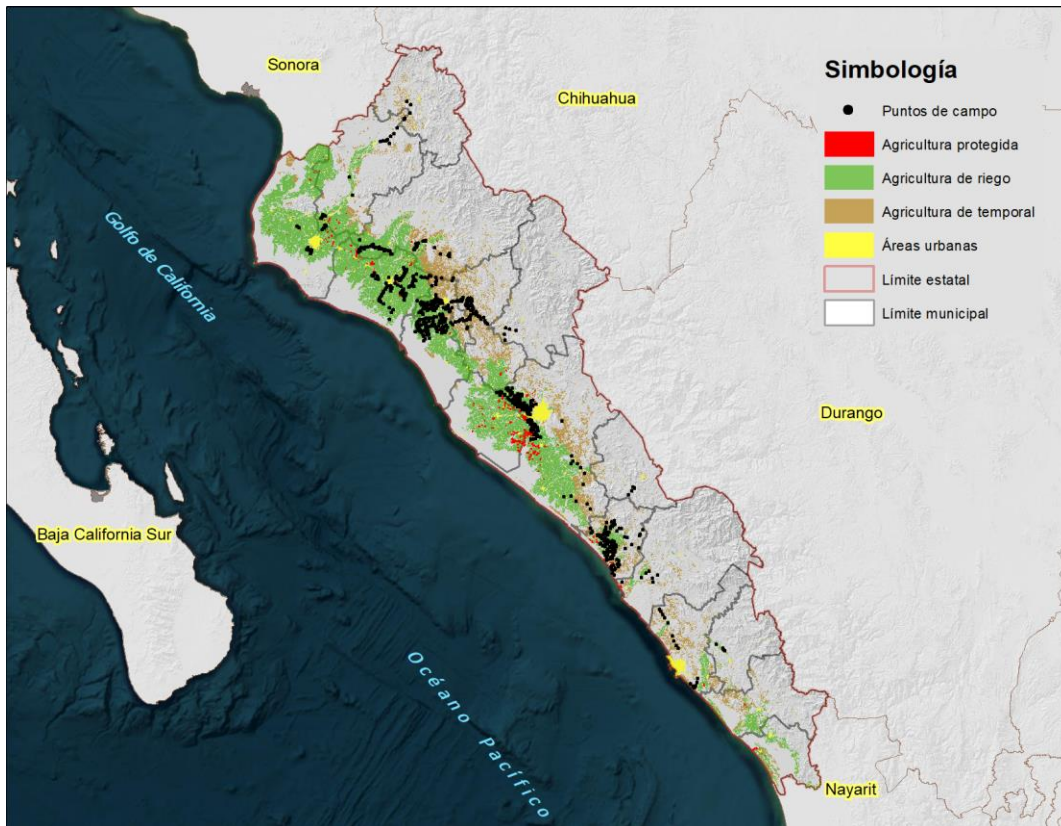 Sonora
Chihuahua
Simbología
Puntos de campo
Agricultura protegida
Agricultura de riego
Agricultura de temporal
Áreas urbanas
Límite estatal
Límite municipal
Golfo de California
Durango
Baja California Sur
Océano Pacífico
Nayarit